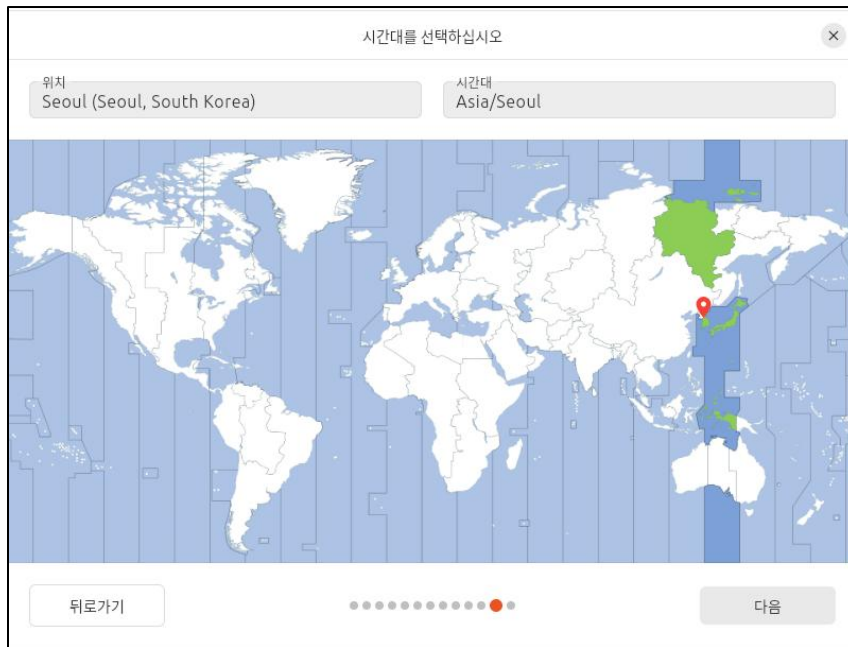 시간대를 선택하십시오
위치
Seoul (Seoul, South Korea)
시간대
Asia/Seoul
뒤로가기
다음